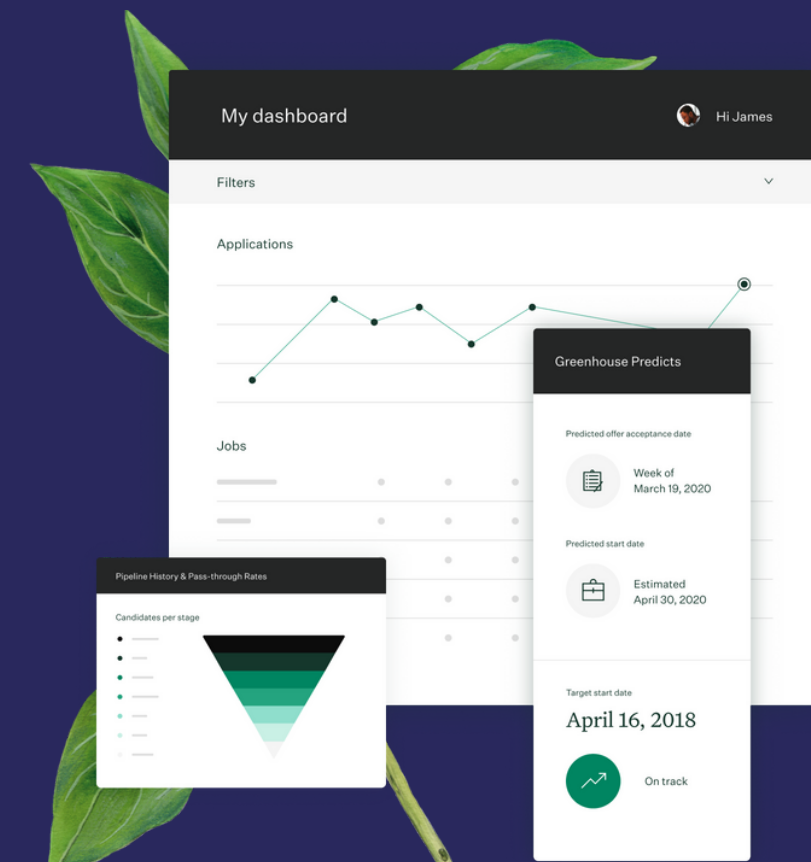 My dashboard
Hi James
Filters
Applications
Greenhouse Predicts
Predicted offer acceptance date
Week of
March 19, 2020
Predicted start date
Estimated
April 30, 2020
Target start date
April 16, 2018
On track
Jobs
Pipeline History & Pass-through Rates
Candidates per stage